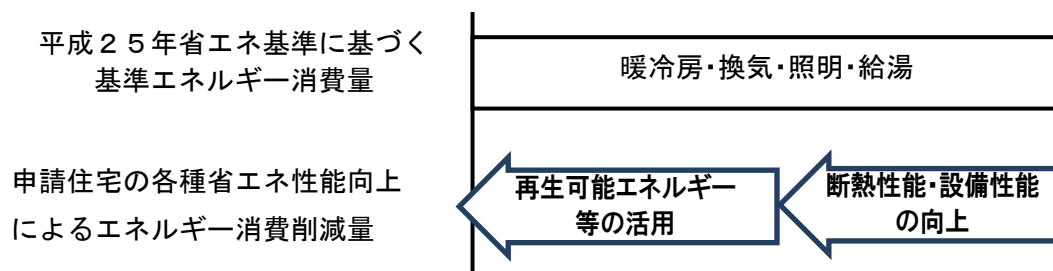 平成２５年省エネ基準に基づく
基準エネルギー消費量
暖冷房・換気・照明・給湯
申請住宅の各種省エネ性能向上
によるエネルギー消費削減量
再生可能エネルギー
等の活用
断熱性能・設備性能
の向上